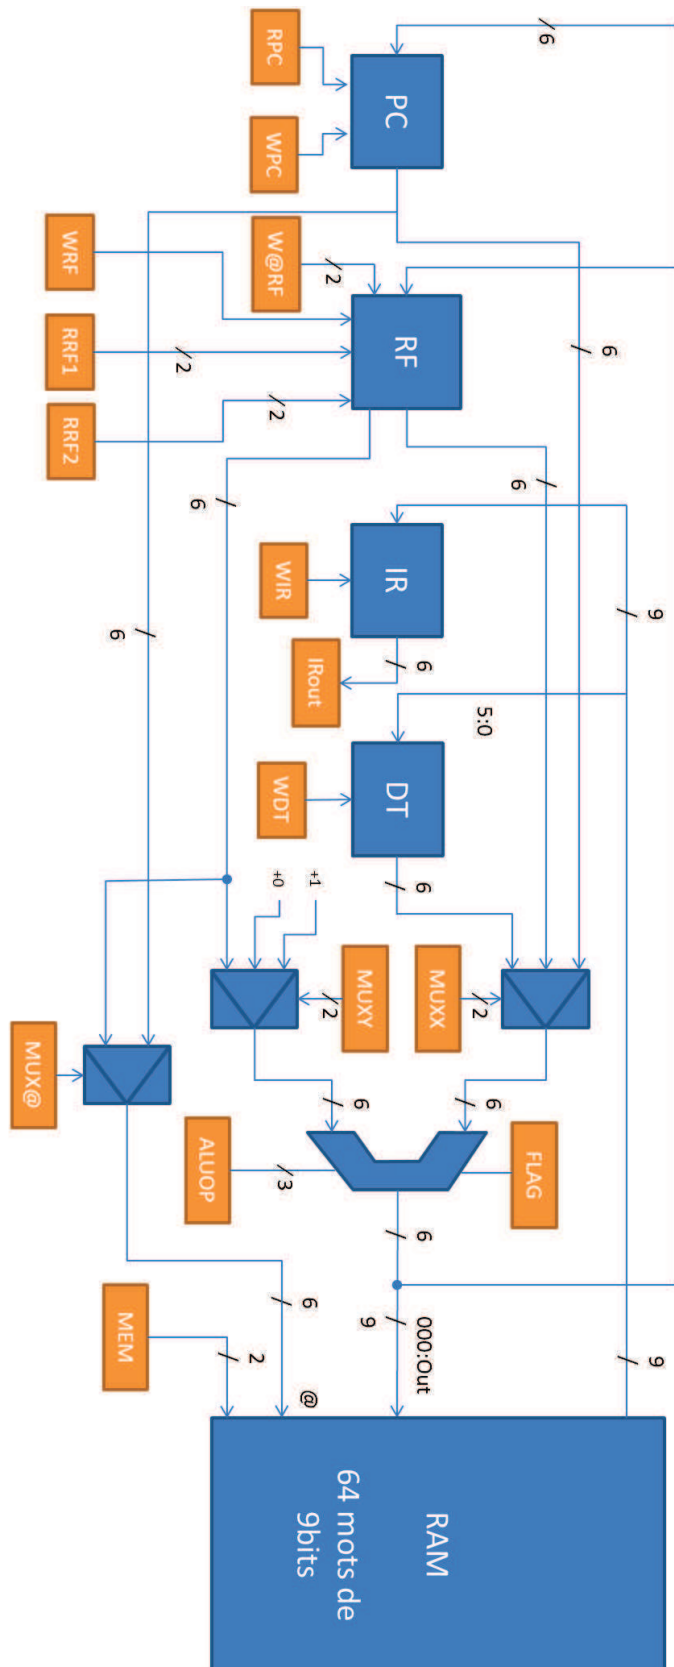 6
PC
RPC
WPC
6
W@RF
2
RF
WRF
RRF1
2
RRF2
2
6
6
6
9
IR
WIR
6
IRout
5:0
DT
WDT
6
+1
+0
MUXX
2
MUXY
2
MUX@
6
6
FLAG
ALUOP
3
6
000:Out
9
6
@
MEM
2
9
RAM
64 mots de
9bits